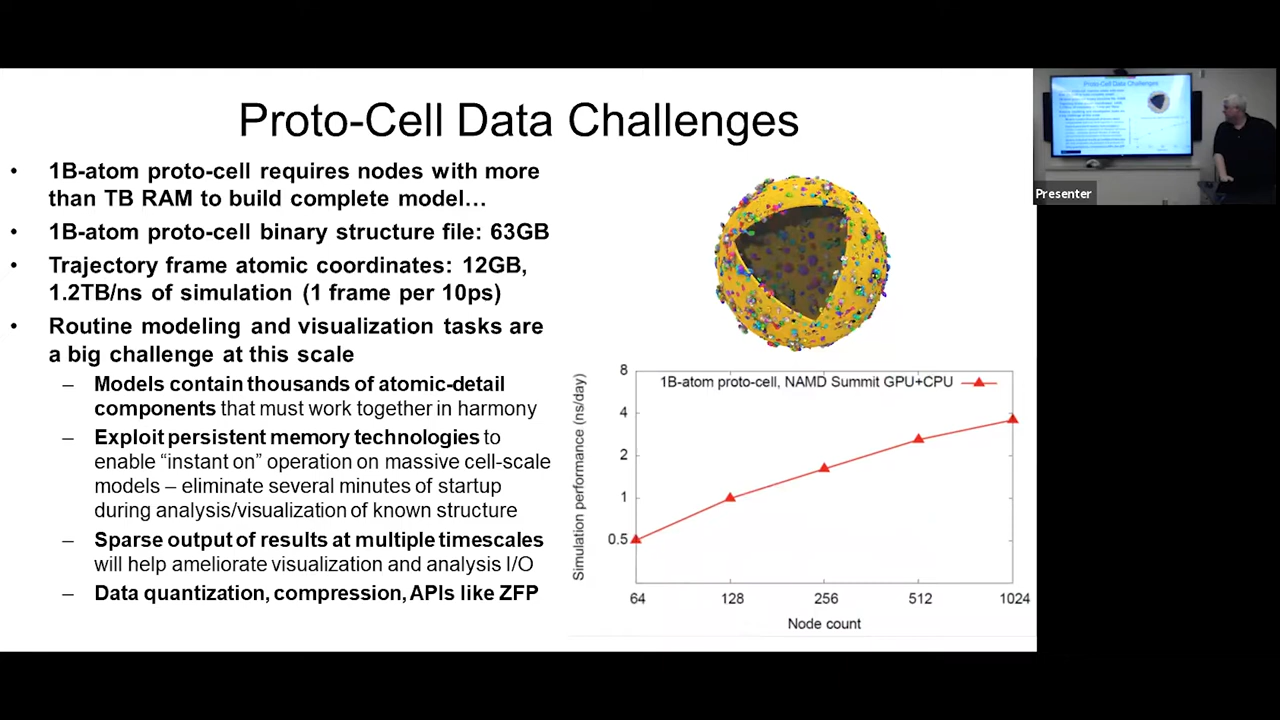 Proto-Cell Data Challenges
• 1B-atom proto-cell requires nodes with more
than TB RAM to build complete model…
• 1B-atom proto-cell binary structure file: 63GB
• Trajectory frame atomic coordinates: 12GB,
1.2TB/ns of simulation (1 frame per 10ps)
• Routine modeling and visualization tasks are
a big challenge at this scale
– Models contain thousands of atomic-detail
components that must work together in harmony
– Exploit persistent memory technologies to
enable “instant on” operation on massive cell-scale
models – eliminate several minutes of startup
during analysis/visualization of known structure
– Sparse output of results at multiple timescales
will help ameliorate visualization and analysis I/O
– Data quantization, compression, APIs like ZFP
1B-atom proto-cell, NAMD Summit GPU+CPU
Simulation performance (ns/day)
8
4
2
1
0.5
64 128 256 512 1024
Node count
Proto-Cell Data Challenges
Presenter